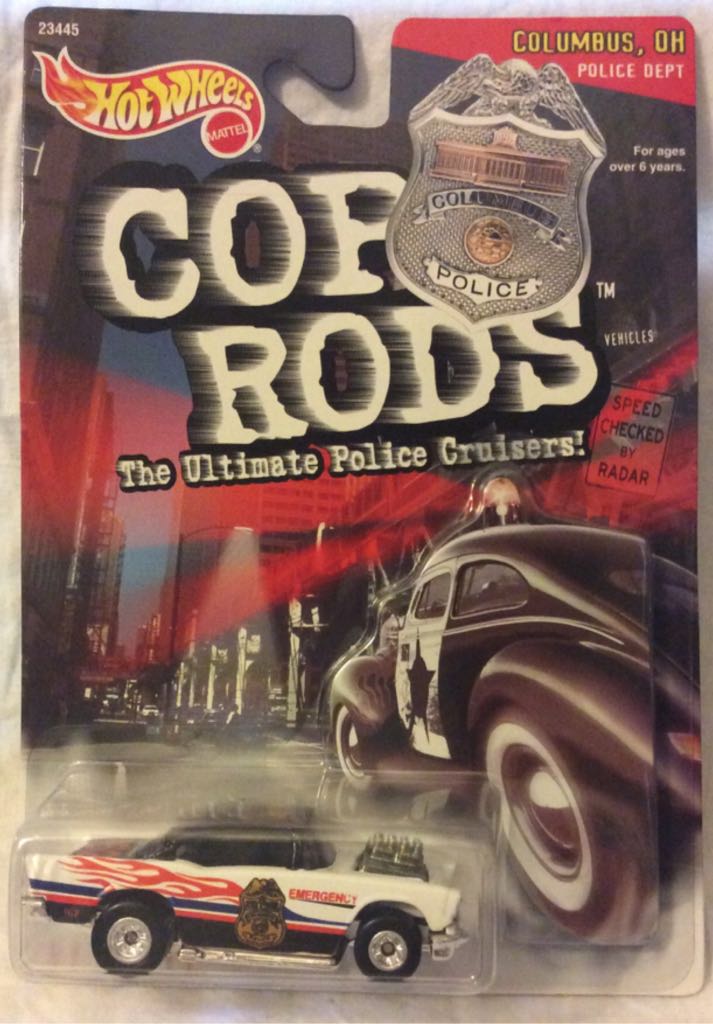 23445
HOT WHEELS
MATTEL
®
COLUMBUS, OH
POLICE DEPT
For ages
over 6 years.
COLUMBUS
POLICE
COP
RODS
TM
VEHICLES
The Ultimate Police Cruisers!
SPEED
CHECKED
BY
RADAR
EMERGENCY